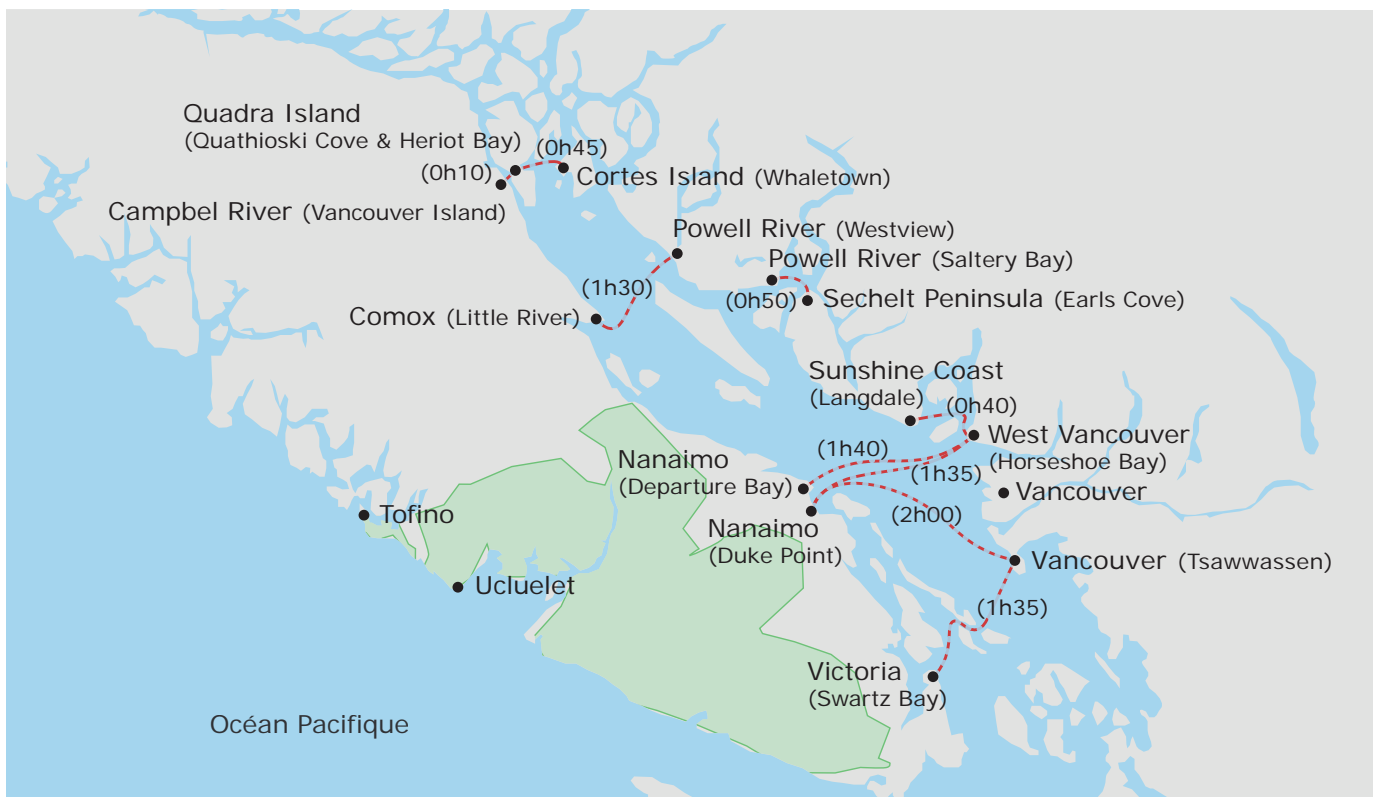 Quadra Island
(Quathioski Cove & Heriot Bay)
(0h45)
(0h10)
Cortes Island (Whaletown)
Campbel River (Vancouver Island)
Powell River (Westview)
Powell River (Saltery Bay)
(1h30)
(0h50)
Sechelt Peninsula (Earls Cove)
Comox (Little River)
Sunshine Coast
(Langdale)
(0h40)
West Vancouver
(Horseshoe Bay)
(1h40)
(1h35)
Nanaimo
(Departure Bay)
Vancouver
Tofino
(2h00)
Nanaimo
(Duke Point)
Vancouver (Tsawwassen)
Ucluelet
(1h35)
Victoria
(Swartz Bay)
Océan Pacifique